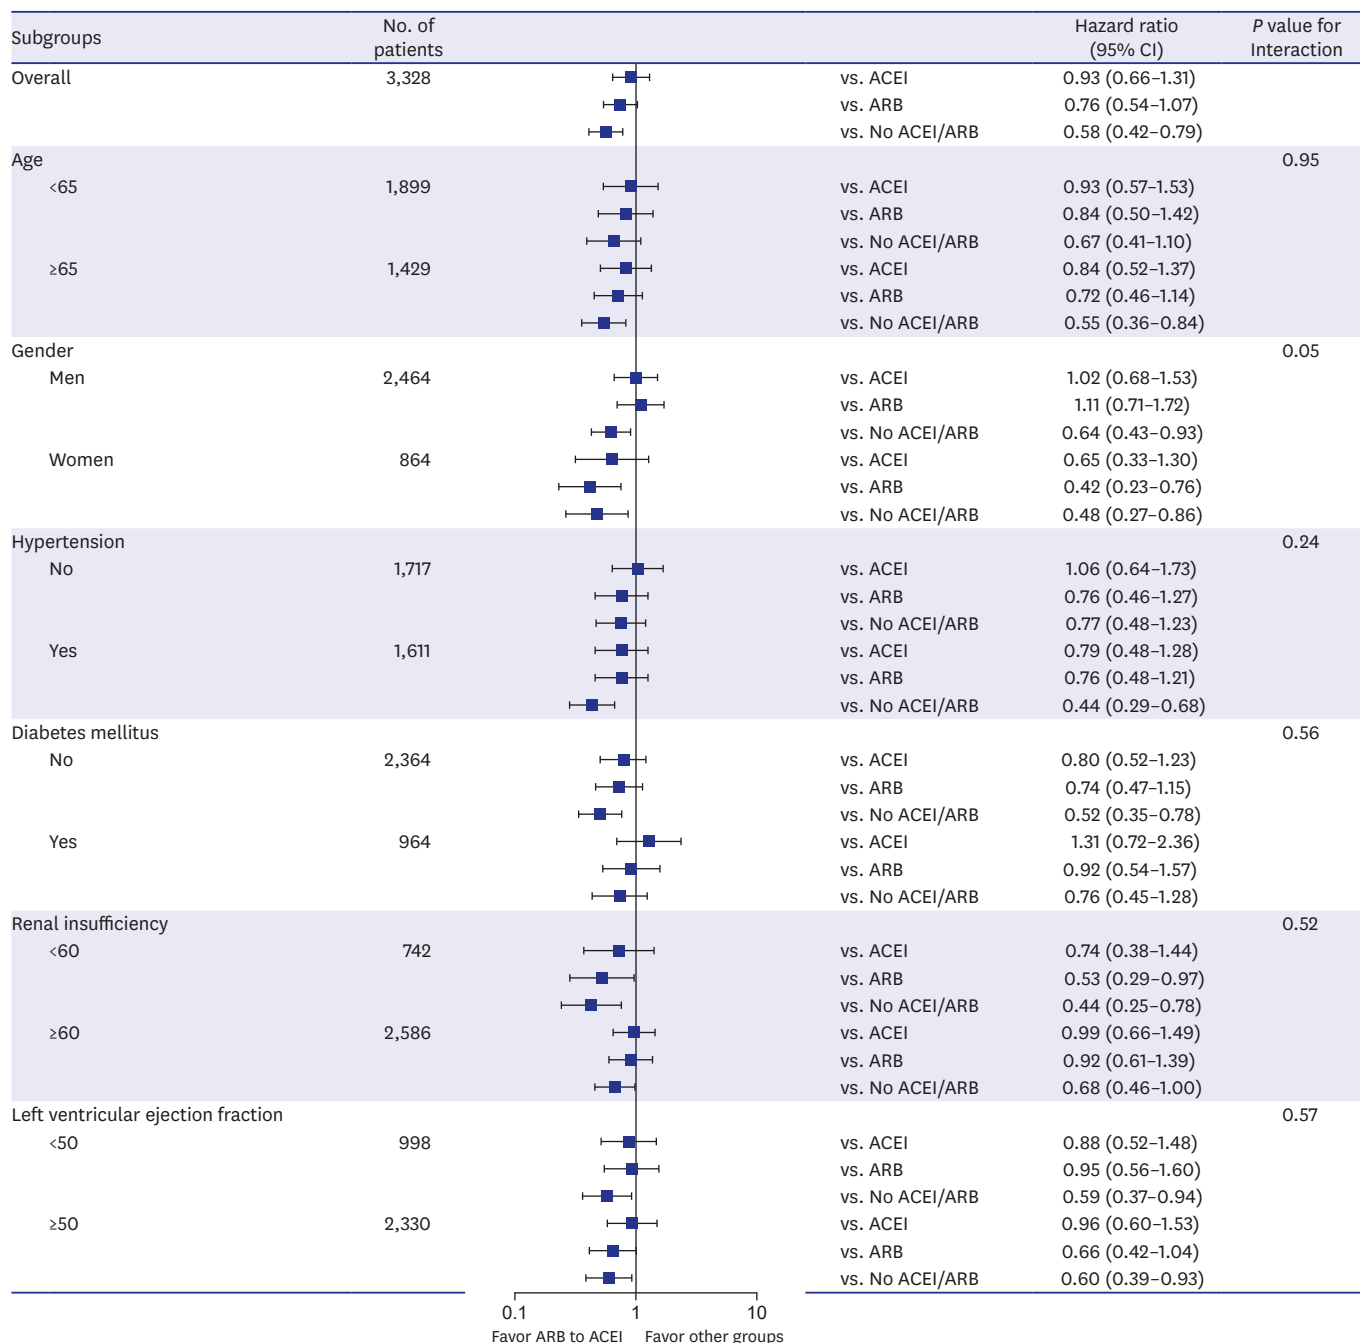 Subgroups No. of patients Hazard ratio (95% CI) P value for Interaction
Overall 3,328 vs. ACEI 0.93 (0.66–1.31)
vs. ARB 0.76 (0.54–1.07)
vs. No ACEI/ARB 0.58 (0.42–0.79)
Age 0.95
<65 1,899 vs. ACEI 0.93 (0.57–1.53)
vs. ARB 0.84 (0.50–1.42)
vs. No ACEI/ARB 0.67 (0.41–1.10)
≥65 1,429 vs. ACEI 0.84 (0.52–1.37)
vs. ARB 0.72 (0.46–1.14)
vs. No ACEI/ARB 0.55 (0.36–0.84)
Gender 0.05
Men 2,464 vs. ACEI 1.02 (0.68–1.53)
vs. ARB 1.11 (0.71–1.72)
vs. No ACEI/ARB 0.64 (0.43–0.93)
Women 864 vs. ACEI 0.65 (0.33–1.30)
vs. ARB 0.42 (0.23–0.76)
vs. No ACEI/ARB 0.48 (0.27–0.86)
Hypertension 0.24
No 1,717 vs. ACEI 1.06 (0.64–1.73)
vs. ARB 0.76 (0.46–1.27)
vs. No ACEI/ARB 0.77 (0.48–1.23)
Yes 1,611 vs. ACEI 0.79 (0.48–1.28)
vs. ARB 0.76 (0.48–1.21)
vs. No ACEI/ARB 0.44 (0.29–0.68)
Diabetes mellitus 0.56
No 2,364 vs. ACEI 0.80 (0.52–1.23)
vs. ARB 0.74 (0.47–1.15)
vs. No ACEI/ARB 0.52 (0.35–0.78)
Yes 964 vs. ACEI 1.31 (0.72–2.36)
vs. ARB 0.92 (0.54–1.57)
vs. No ACEI/ARB 0.76 (0.45–1.28)
Renal insufficiency 0.52
<60 742 vs. ACEI 0.74 (0.38–1.44)
vs. ARB 0.53 (0.29–0.97)
vs. No ACEI/ARB 0.44 (0.25–0.78)
≥60 2,586 vs. ACEI 0.99 (0.66–1.49)
vs. ARB 0.92 (0.61–1.39)
vs. No ACEI/ARB 0.68 (0.46–1.00)
Left ventricular ejection fraction 0.57
<50 998 vs. ACEI 0.88 (0.52–1.48)
vs. ARB 0.95 (0.56–1.60)
vs. No ACEI/ARB 0.59 (0.37–0.94)
≥50 2,330 vs. ACEI 0.96 (0.60–1.53)
vs. ARB 0.66 (0.42–1.04)
vs. No ACEI/ARB 0.60 (0.39–0.93)
0.1 1 10
Favor ARB to ACEI Favor other groups